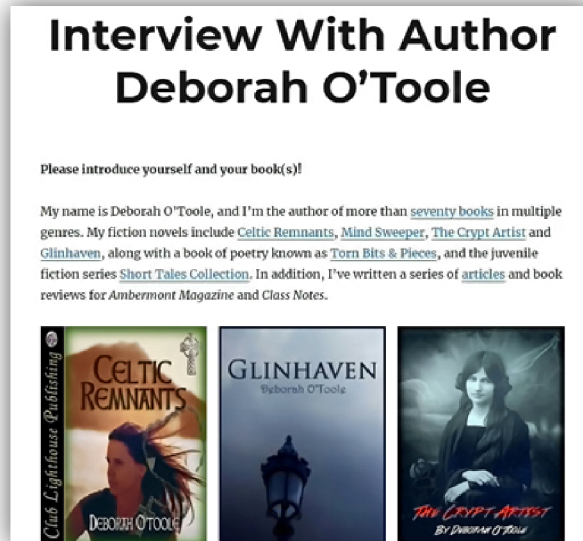 Interview With Author
Deborah O’Toole
Please introduce yourself and your book(s)!
My name is Deborah O'Toole, and I'm the author of more than seventy books in multiple
genres. My fiction novels include Celtic Remnants, Mind Sweeper, The Crypt Artist and
Glinhaven, along with a book of poetry known as Torn Bits & Pieces, and the juvenile
fiction series Short Tales Collection. In addition, I've written a series of articles and book
reviews for Ambermont Magazine and Class Notes.
Club Lighthouse Publishing
CELTIC
REMNANTS
DEBORAH O'TOOLE
GLINHAVEN
Deborah O'Toole
THE CRYPT ARTIST
BY DEBORAH O'TOOLE